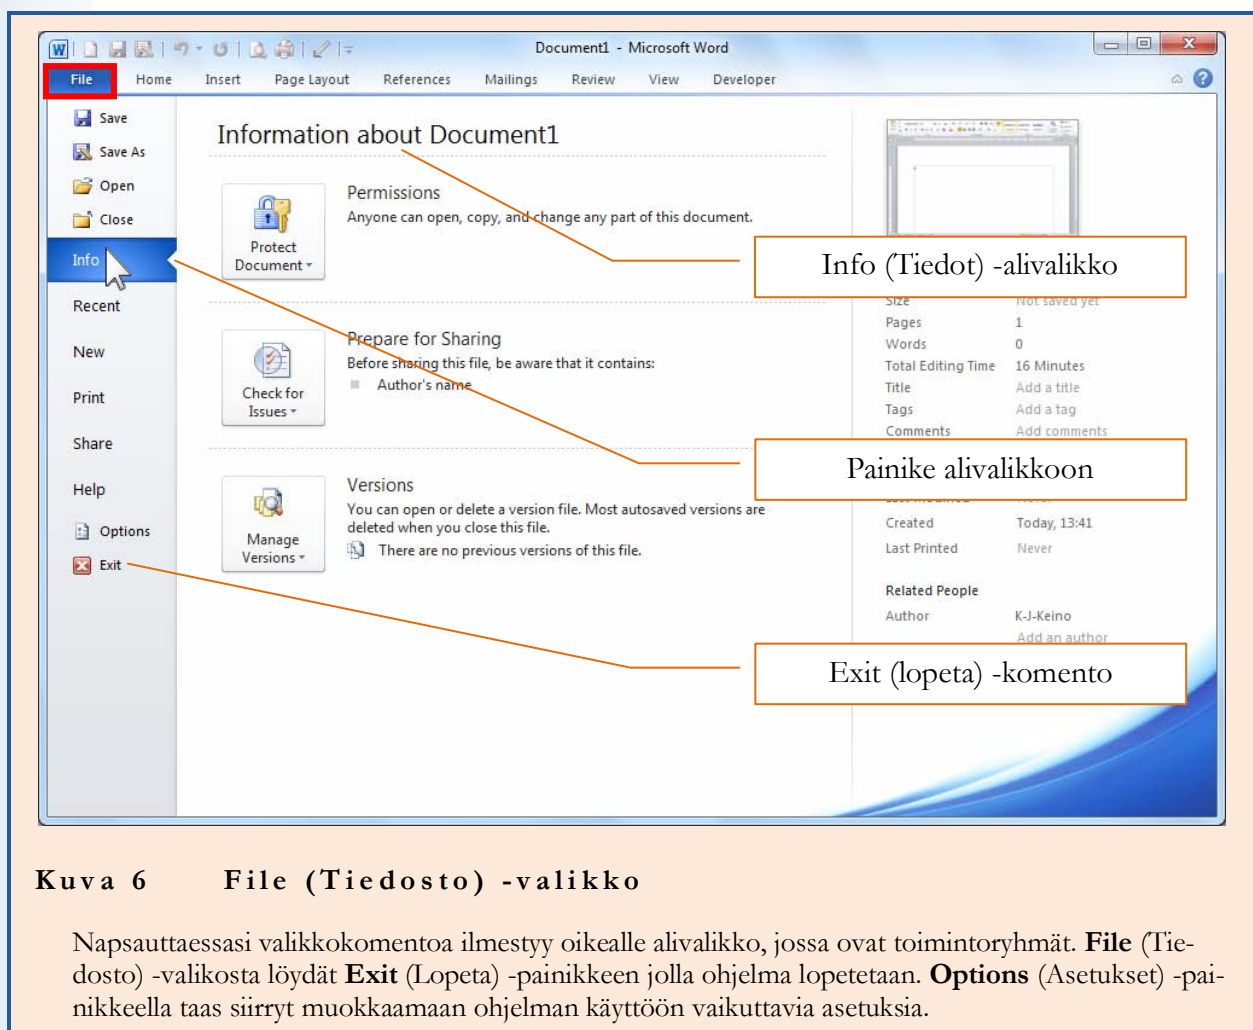 Document1 - Microsoft Word
File Home Insert Page Layout References Mailings Review View Developer
Save
Save As
Open
Close
Info
Recent
New
Print
Share
Help
Options
Exit
Information about Document1
Protect
Document
Permissions
Anyone can open, copy, and change any part of this document.
Check for
Issues
Prepare for Sharing
Before sharing this file, be aware that it contains:
Author's name
Manage
Versions
Versions
You can open or delete a version file. Most autosaved versions are
deleted when you close this file.
There are no previous versions of this file.
Info (Tiedot) -alivalikko
Size Not saved yet
Pages 1
Words 0
Total Editing Time 16 Minutes
Title Add a title
Tags Add a tag
Comments Add comments
Painike alivalikkoon
Created Today, 13:41
Last Printed Never
Related People
Author K-J-Keino
Add an author
Exit (lopeta) -komento
Kuva 6 File (Tiedosto) -valikko
Napsauttaessasi valikkokomentoa ilmestyy oikealle alivalikko, jossa ovat toimintoryhmät. File (Tie-
dosto) -valikosta löydät Exit (Lopeta) -painikkeen jolla ohjelma lopetetaan. Options (Asetukset) -pai-
nikkeella taas siirryt muokkaamaan ohjelman käyttöön vaikuttavia asetuksia.